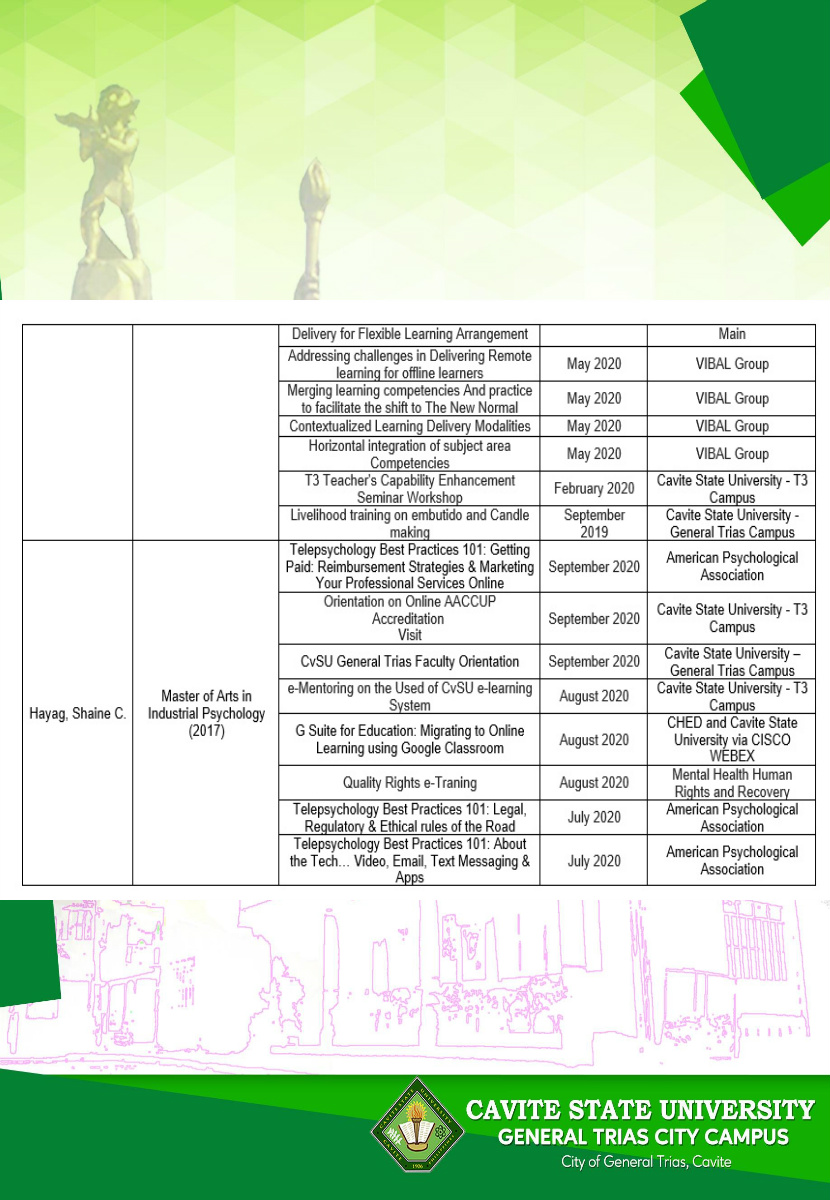 Delivery for Flexible Learning Arrangement
Main
Addressing challenges in Delivering Remote
learning for offline learners
May 2020
VIBAL Group
Merging learning competencies And practice
to facilitate the shift to The New Normal
May 2020
VIBAL Group
Contextualized Learning Delivery Modalities
May 2020
VIBAL Group
Horizontal integration of subject area
Competencies
May 2020
VIBAL Group
T3 Teacher's Capability Enhancement
Seminar Workshop
February 2020
Cavite State University - T3
Campus
Livelihood training on embutido and Candle
making
September
2019
Cavite State University -
General Trias Campus
Hayag, Shaine C.
Master of Arts in
Industrial Psychology
(2017)
Telepsychology Best Practices 101: Getting
Paid: Reimbursement Strategies & Marketing
Your Professional Services Online
September 2020
American Psychological
Association
Orientation on Online AACCUP
Accreditation
Visit
September 2020
Cavite State University - T3
Campus
CvSU General Trias Faculty Orientation
September 2020
Cavite State University –
General Trias Campus
e-Mentoring on the Used of CvSU e-learning
System
August 2020
Cavite State University - T3
Campus
G Suite for Education: Migrating to Online
Learning using Google Classroom
August 2020
CHED and Cavite State
University via CISCO
WEBEX
Quality Rights e-Traning
August 2020
Mental Health Human
Rights and Recovery
Telepsychology Best Practices 101: Legal,
Regulatory & Ethical rules of the Road
July 2020
American Psychological
Association
Telepsychology Best Practices 101: About
the Tech… Video, Email, Text Messaging &
Apps
July 2020
American Psychological
Association
CAVITE STATE UNIVERSITY
GENERAL TRIAS CITY CAMPUS
City of General Trias, Cavite
1906